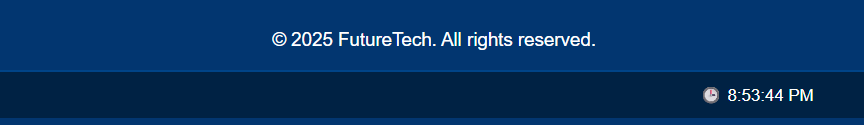 © 2025 FutureTech. All rights reserved.
🕒 8:53:44 PM